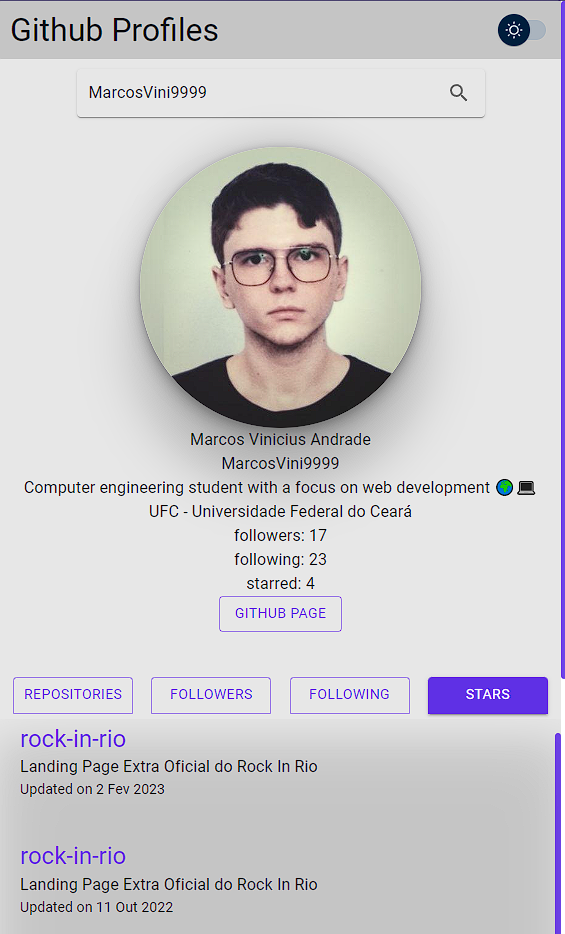 Github Profiles
MarcosVini9999
Marcos Vinicius Andrade
MarcosVini9999
Computer engineering student with a focus on web development 🌍 💻
UFC - Universidade Federal do Ceará
followers: 17
following: 23
starred: 4
GITHUB PAGE
REPOSITORIES FOLLOWERS FOLLOWING STARS
rock-in-rio
Landing Page Extra Oficial do Rock In Rio
Updated on 2 Fev 2023
rock-in-rio
Landing Page Extra Oficial do Rock In Rio
Updated on 11 Out 2022